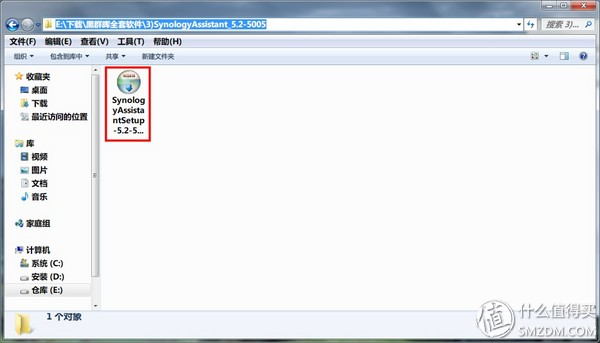 E:\下载\黑群晖全套软件\3)SynologyAssistant_5.2-5005
搜索 3)...
文件(F) 编辑(E) 查看(V) 工具(T) 帮助(H)
组织 包含到库中 共享 新建文件夹
收藏夹
桌面
下载
最近访问的位置
库
视频
图片
文档
音乐
家庭组
计算机
系统 (C:)
安装 (D:)
仓库 (E:)
Synolog
yAssista
ntSetup
-5.2-5...
1 个对象
值 什么值得买
SMZDM.COM